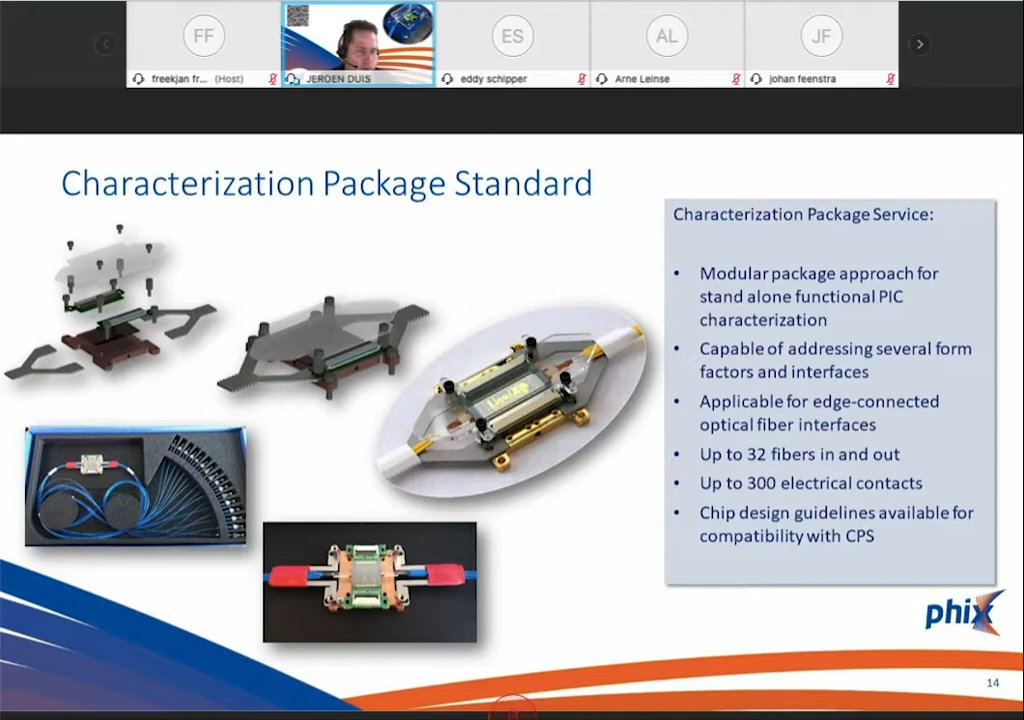 FF
ES
AL
JF
freekjan fr... (Host)
JEROEN DUIS
eddy schipper
Arne Leinse
johan feenstra
Characterization Package Standard
Characterization Package Service:
• Modular package approach for
stand alone functional PIC
characterization
• Capable of addressing several form
factors and interfaces
• Applicable for edge-connected
optical fiber interfaces
• Up to 32 fibers in and out
• Up to 300 electrical contacts
• Chip design guidelines available for
compatibility with CPS
LioniX
phix
14